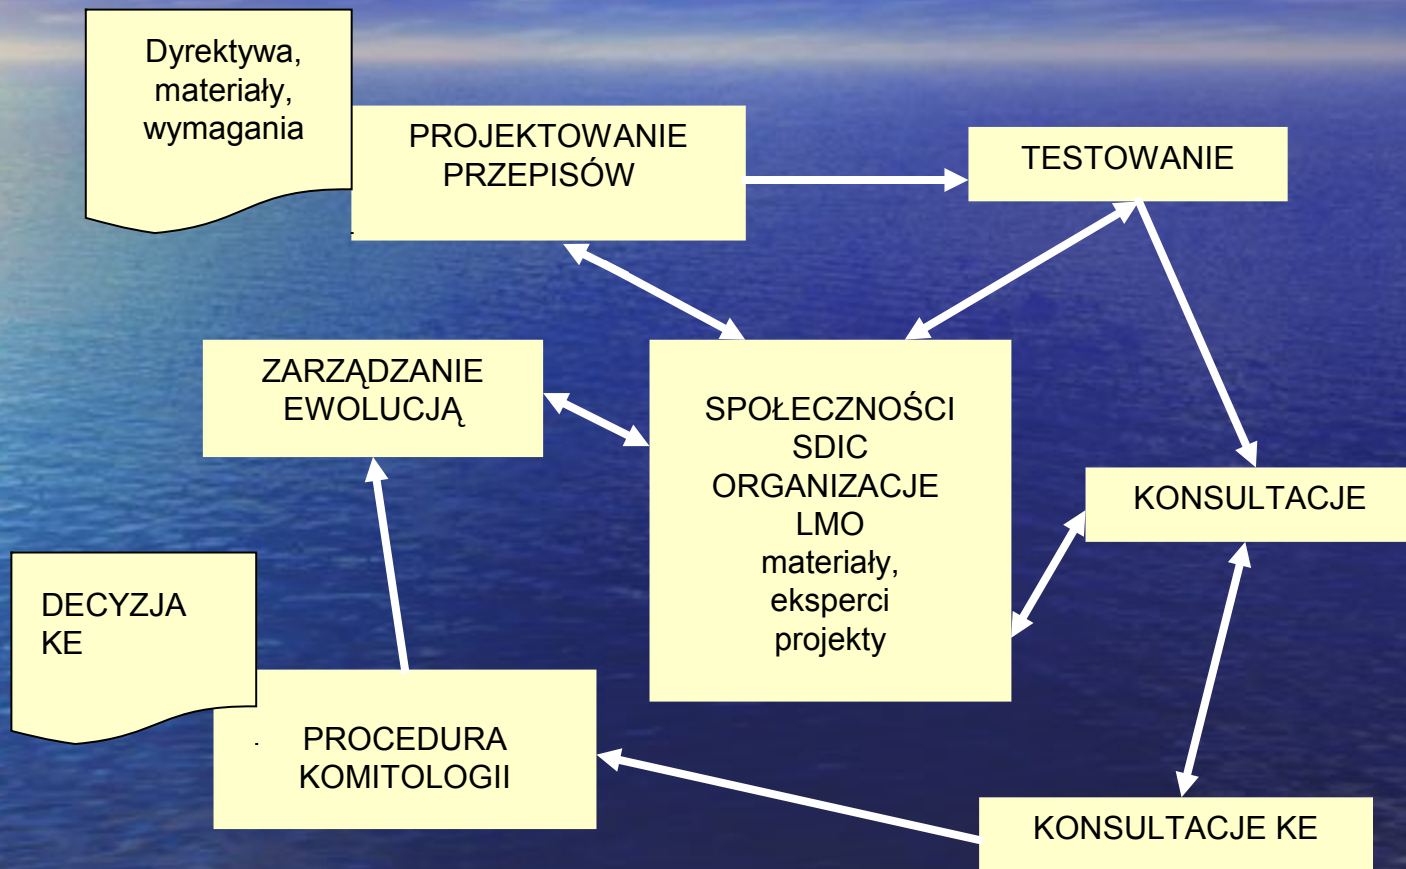 Dyrektywa,
materiały,
wymagania
PROJEKTOWANIE
PRZEPISÓW
TESTOWANIE
ZARZĄDZANIE
EWOLUCJĄ
SPOŁECZNOŚCI
SDIC
ORGANIZACJE
LMO
materiały,
eksperci
projekty
KONSULTACJE
DECYZJA
KE
PROCEDURA
KOMITOLOGII
KONSULTACJE KE